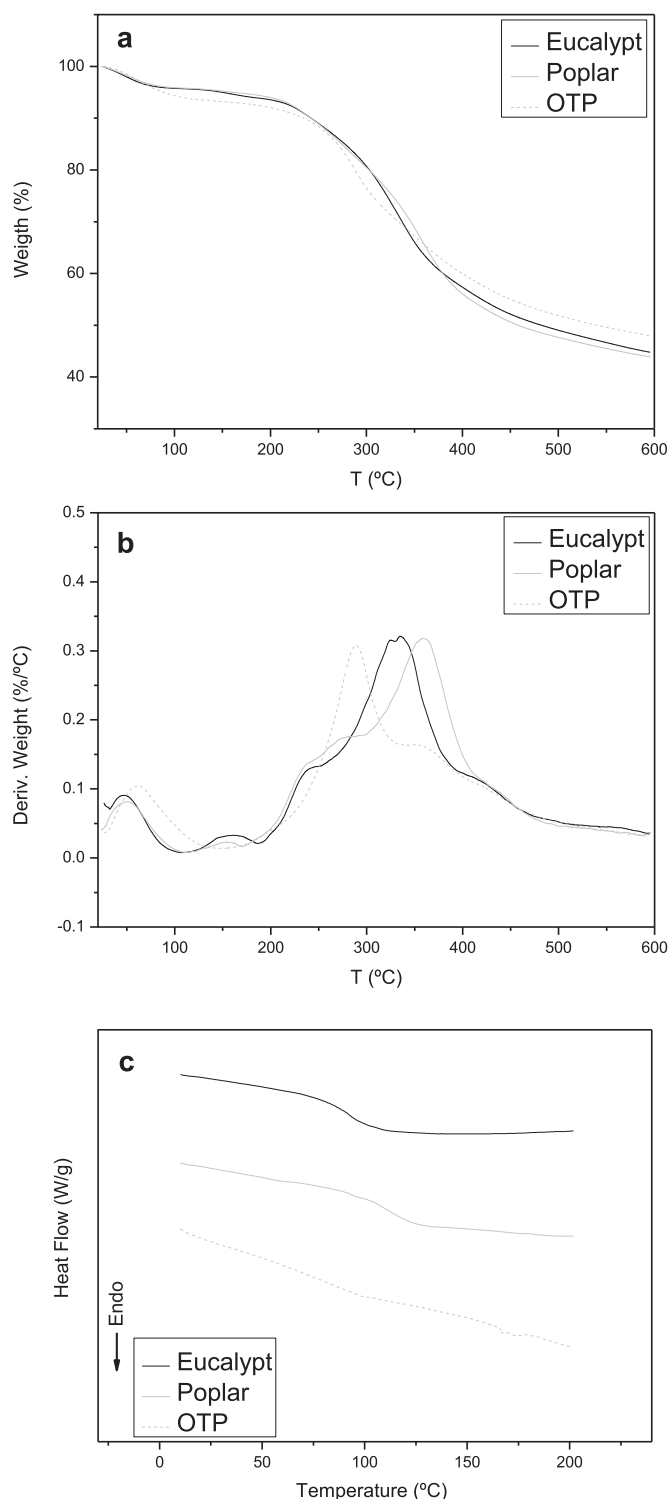 a
Eucalypt
Poplar
OTP
100
80
60
40
Weigth (%)
100 200 300 400 500 600
T (ºC)
b
Eucalypt
Poplar
OTP
0.5
0.4
0.3
0.2
0.1
0.0
-0.1
Deriv. Weight (%/ºC)
100 200 300 400 500 600
T (ºC)
c
Heat Flow (W/g)
Endo
Eucalypt
Poplar
OTP
0 50 100 150 200
Temperature (ºC)